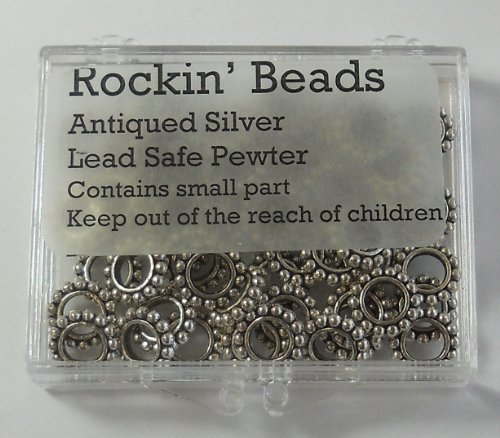 Rockin' Beads
Antiqued Silver
Lead Safe Pewter
Contains small part
Keep out of the reach of children